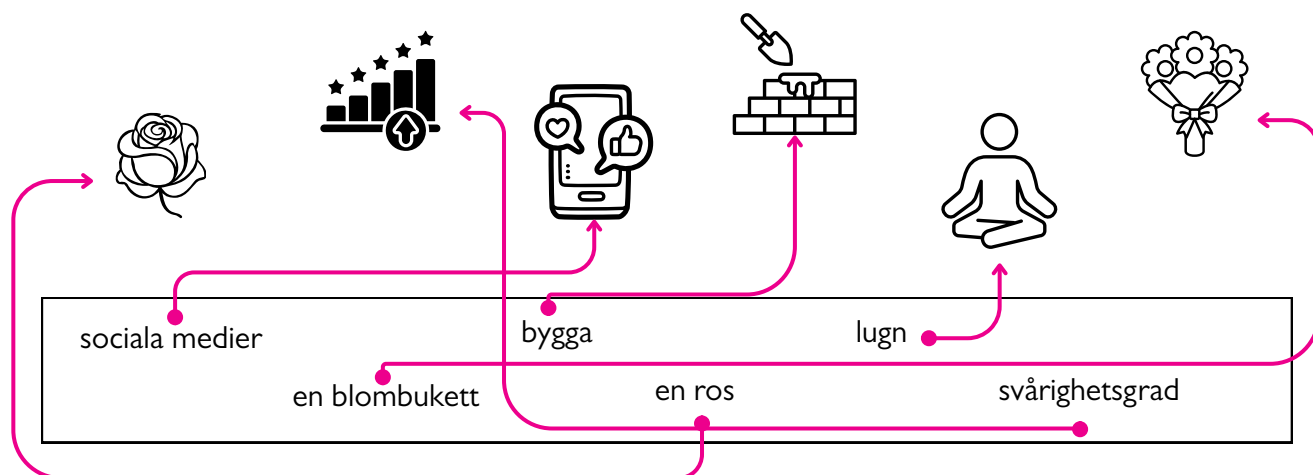 sociala medier bygga lugn
en blombukett en ros svårighetsgrad